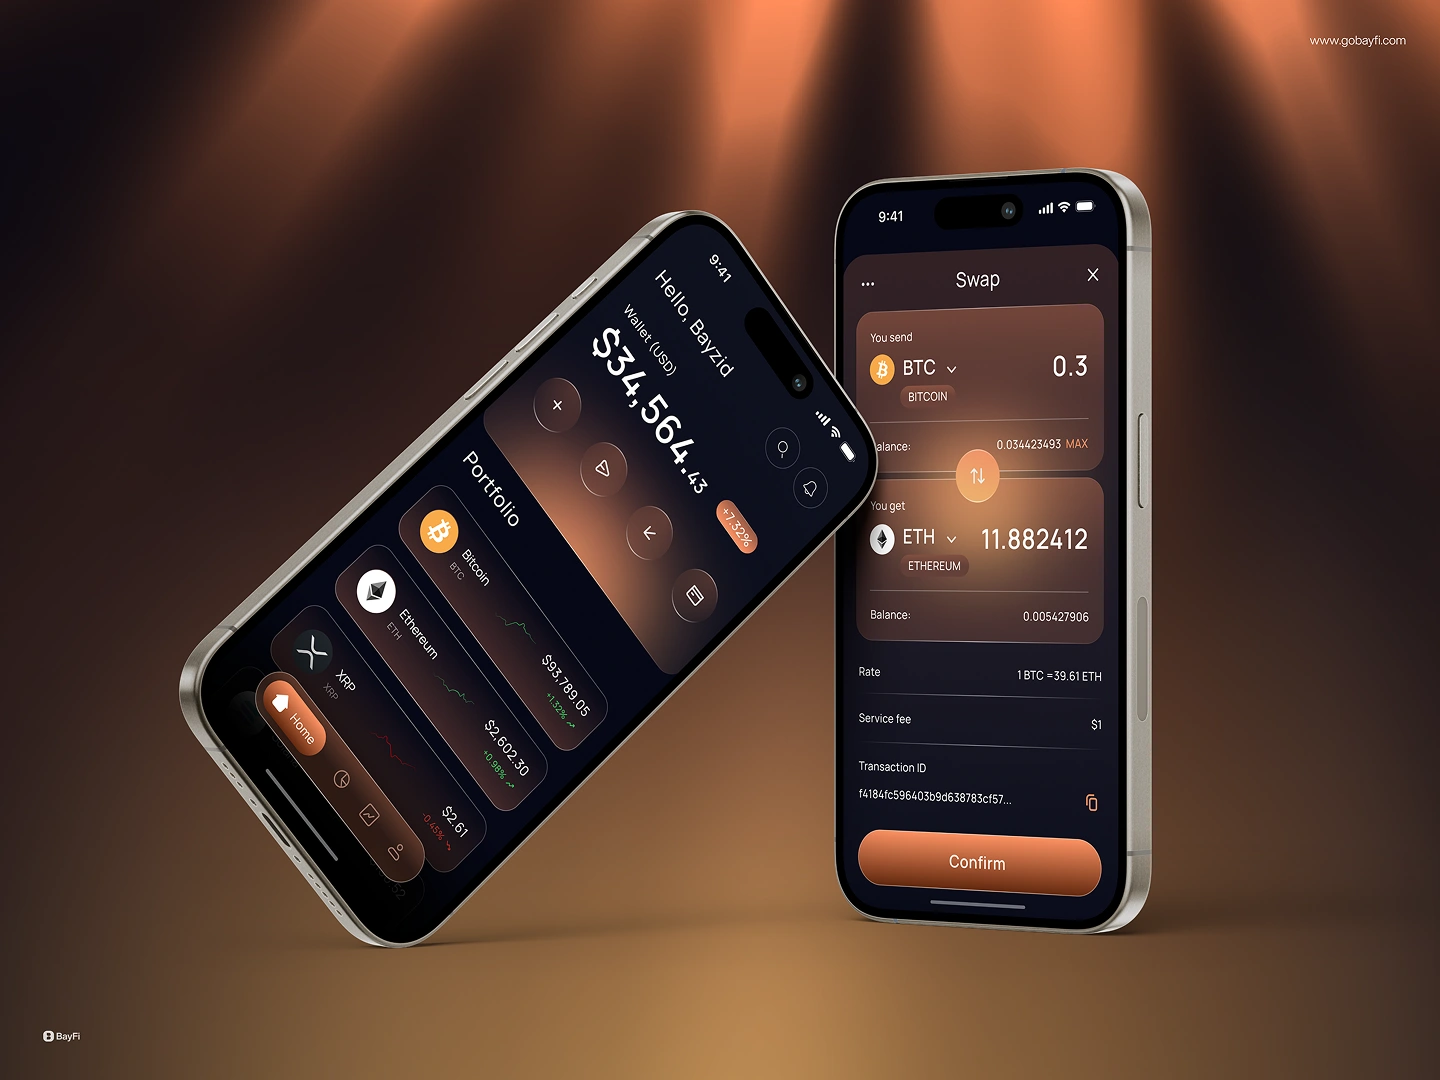 www.gobayfi.com
9:41
Hello, Bayzid
Wallet (USD)
$34,564.43
+7.32%
Portfolio
Bitcoin
BTC
$93,789.05
+1.32%
Ethereum
ETH
$2,602.30
+0.98%
XRP
XRP
$2.61
-0.45%
Home
9:41
Swap
You send
BTC
0.3
BITCOIN
alance:
0.034423493 MAX
You get
ETH
11.882412
ETHEREUM
Balance:
0.005427906
Rate
1 BTC =39.61 ETH
Service fee
$1
Transaction ID
f4184fc596403b9d638783cf57...
Confirm
BayFi